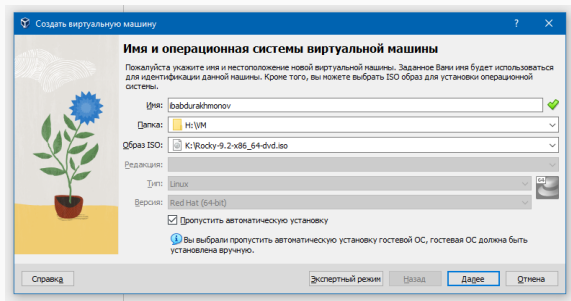 Создать виртуальную машину
Имя и операционная системы виртуальной машины
Пожалуйста укажите имя и местоположение новой виртуальной машины. Заданное Вами имя будет использоваться
для идентификации данной машины. Кроме того, вы можете выбрать ISO образ для установки операционной
системы.
Имя: ibabdurakhmonov
Папка: H:\VM
Образ ISO: K:\Rocky-9.2-x86_64-dvd.iso
Редакция:
Тип: Linux
64
Версия: Red Hat (64-bit)
Пропустить автоматическую установку
Вы выбрали пропустить автоматическую установку гостевой ОС, гостевая ОС должна быть
установлена вручную.
Справка Экспертный режим Назад Далее Отмена